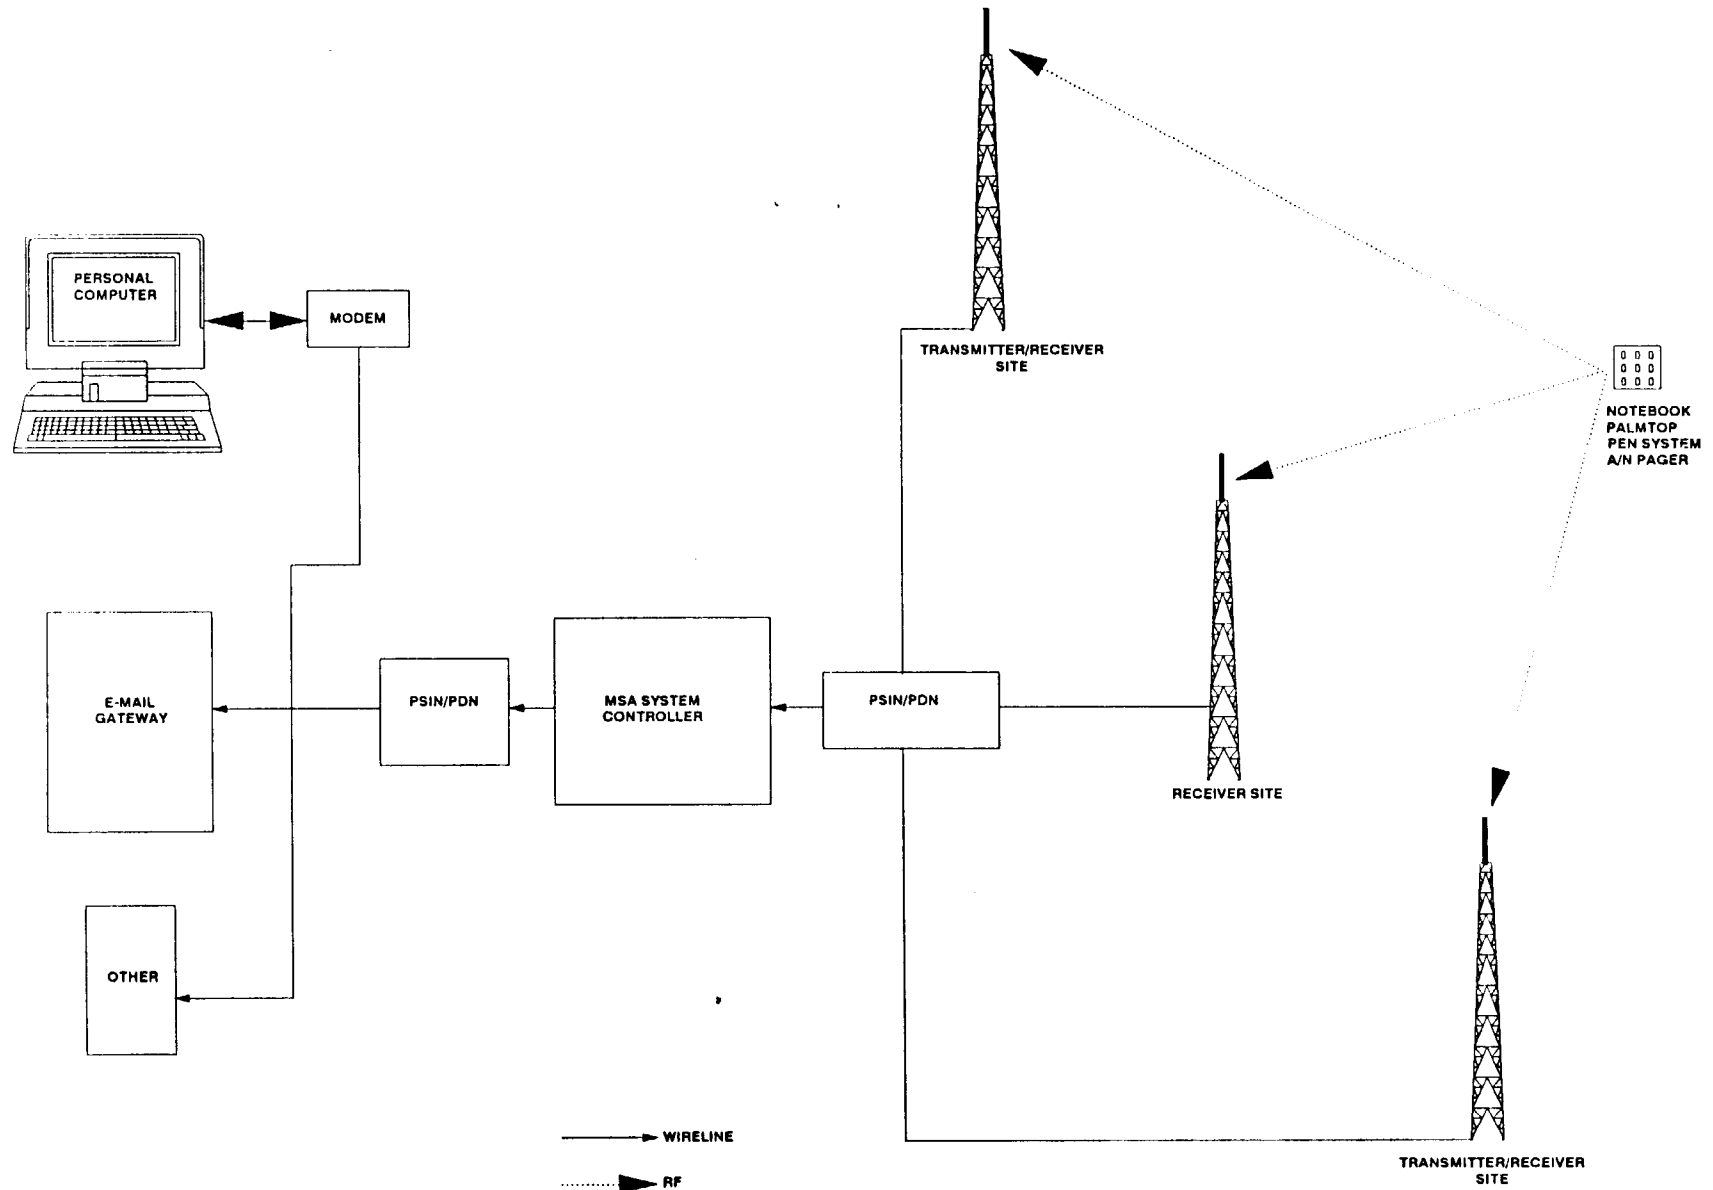 PERSONAL
COMPUTER
MODEM
TRANSMITTER/RECEIVER
SITE
NOTEBOOK
PALMTOP
PEN SYSTEM
A/N PAGER
E-MAIL
GATEWAY
PSIN/PDN
MSA SYSTEM
CONTROLLER
PSIN/PDN
RECEIVER SITE
OTHER
WIRELINE
RF
TRANSMITTER/RECEIVER
SITE